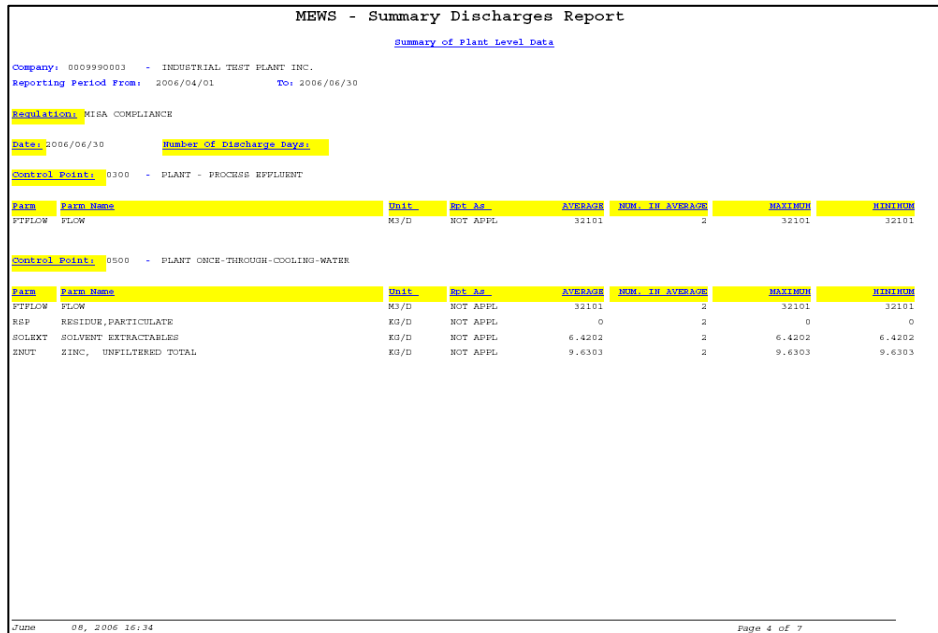 MEWS - Summary Discharges Report
Summary of Plant Level Data
Company: 0009990003 - INDUSTRIAL TEST PLANT INC.
Reporting Period From: 2006/04/01 To: 2006/06/30
Regulation: MISA COMPLIANCE
Date: 2006/06/30 Number Of Discharge Days:
Control Point: 0300 - PLANT - PROCESS EFFLUENT
Parm Parm Name Unit Rpt As AVERAGE NUM. IN AVERAGE MAXIMUM MINIMUM
FTFLOW FLOW M3/D NOT APPL 32101 2 32101 32101
Control Point: 0500 - PLANT ONCE-THROUGH-COOLING-WATER
Parm Parm Name Unit Rpt As AVERAGE NUM. IN AVERAGE MAXIMUM MINIMUM
FTFLOW FLOW M3/D NOT APPL 32101 2 32101 32101
RSP RESIDUE,PARTICULATE KG/D NOT APPL 0 2 0 0
SOLEXT SOLVENT EXTRACTABLES KG/D NOT APPL 6.4202 2 6.4202 6.4202
ZNUT ZINC, UNFILTERED TOTAL KG/D NOT APPL 9.6303 2 9.6303 9.6303
June 08, 2006 16:34 Page 4 of 7